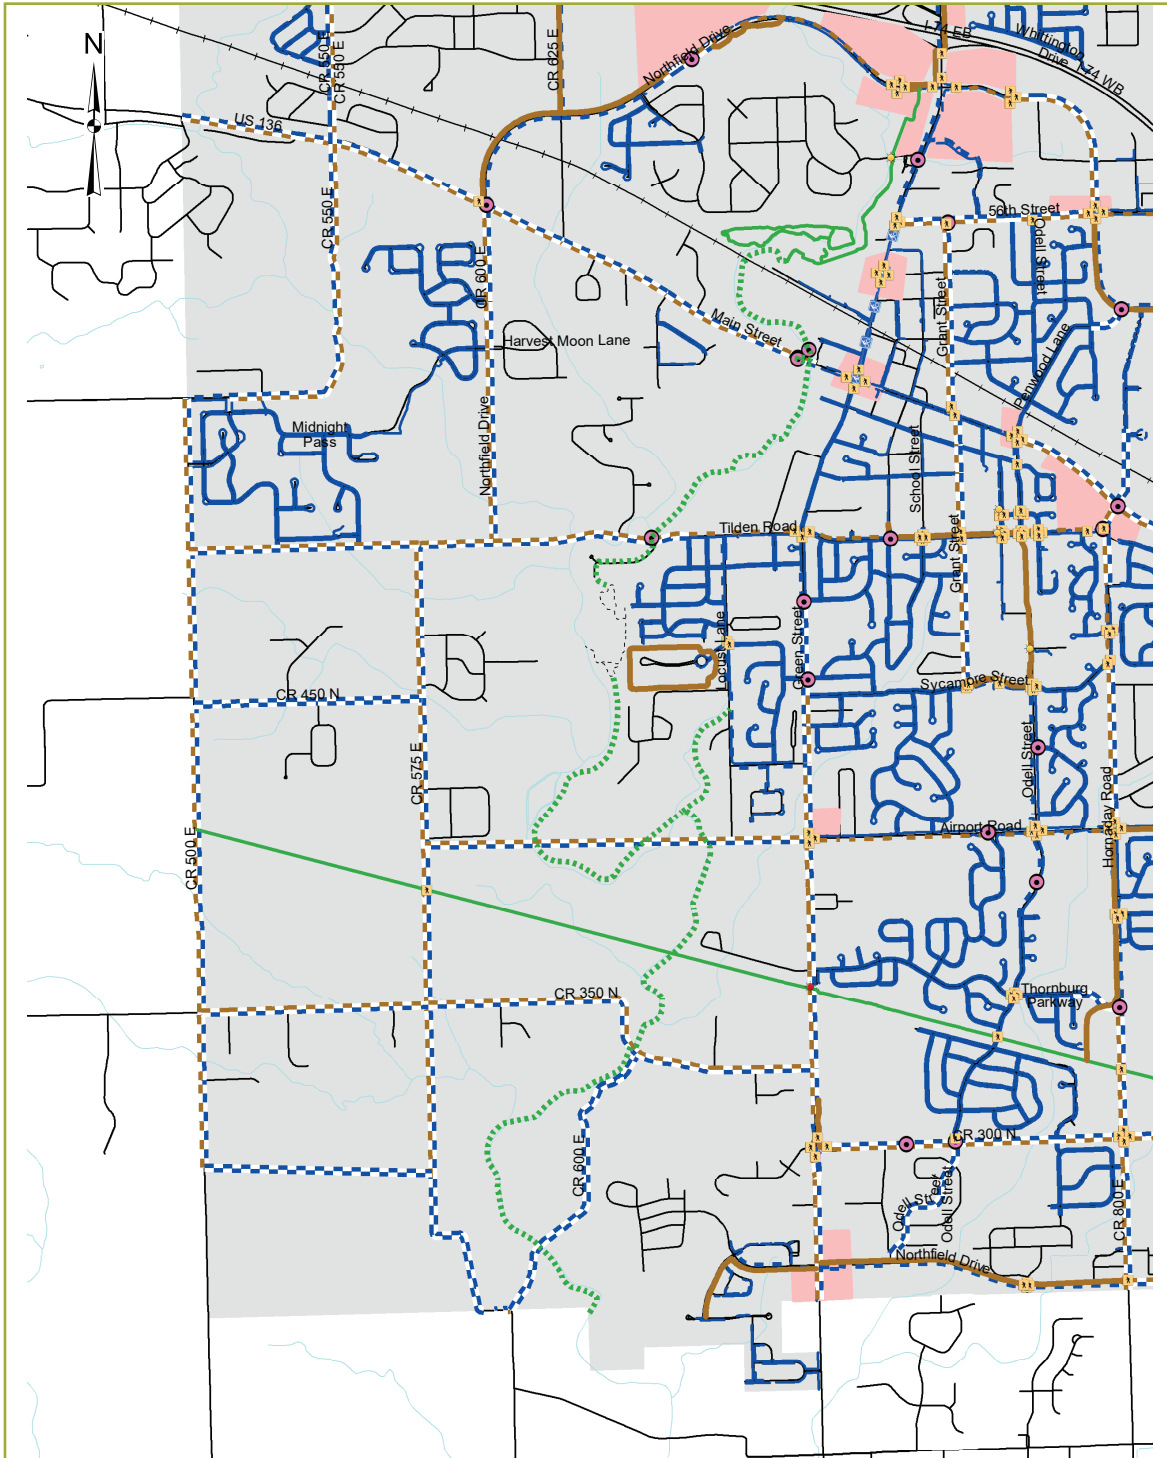 N
CR 550 E
CR 550 E
CR 625 E
Northfield Drive
I-74 EB
Whittington
Drive
I-74 WB
US 136
CR 550 E
56th Street
Odell Street
CR 600 E
Grant Street
Main Street
Harvest Moon Lane
Penwood Lane
Midnight
Pass
Northfield Drive
School Street
Tilden Road
Grant Street
Locust Lane
Green Street
Sycamore Street
CR 450 N
CR 575 E
Odell Street
Hornaday Road
Airport Road
CR 500 E
CR 350 N
Thornburg
Parkway
CR 300 N
CR 600 E
Odell Street
Odell Street
CR 800 E
Northfield Drive